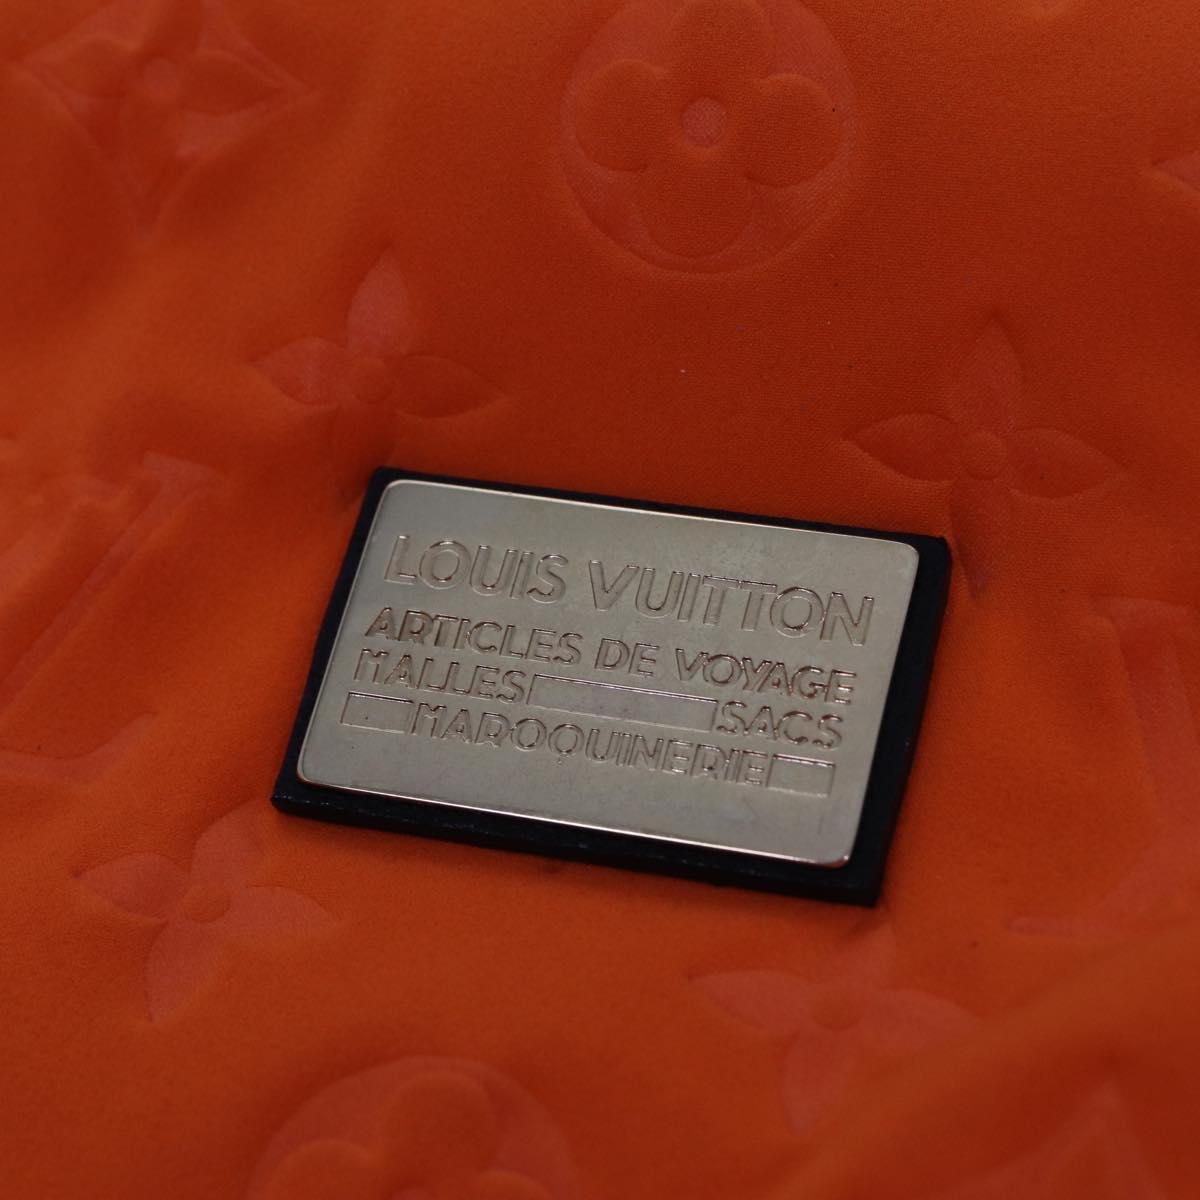 LOUIS VUITTON
ARTICLES DE VOYAGE
MALLES SACS
MAROQUINERIE